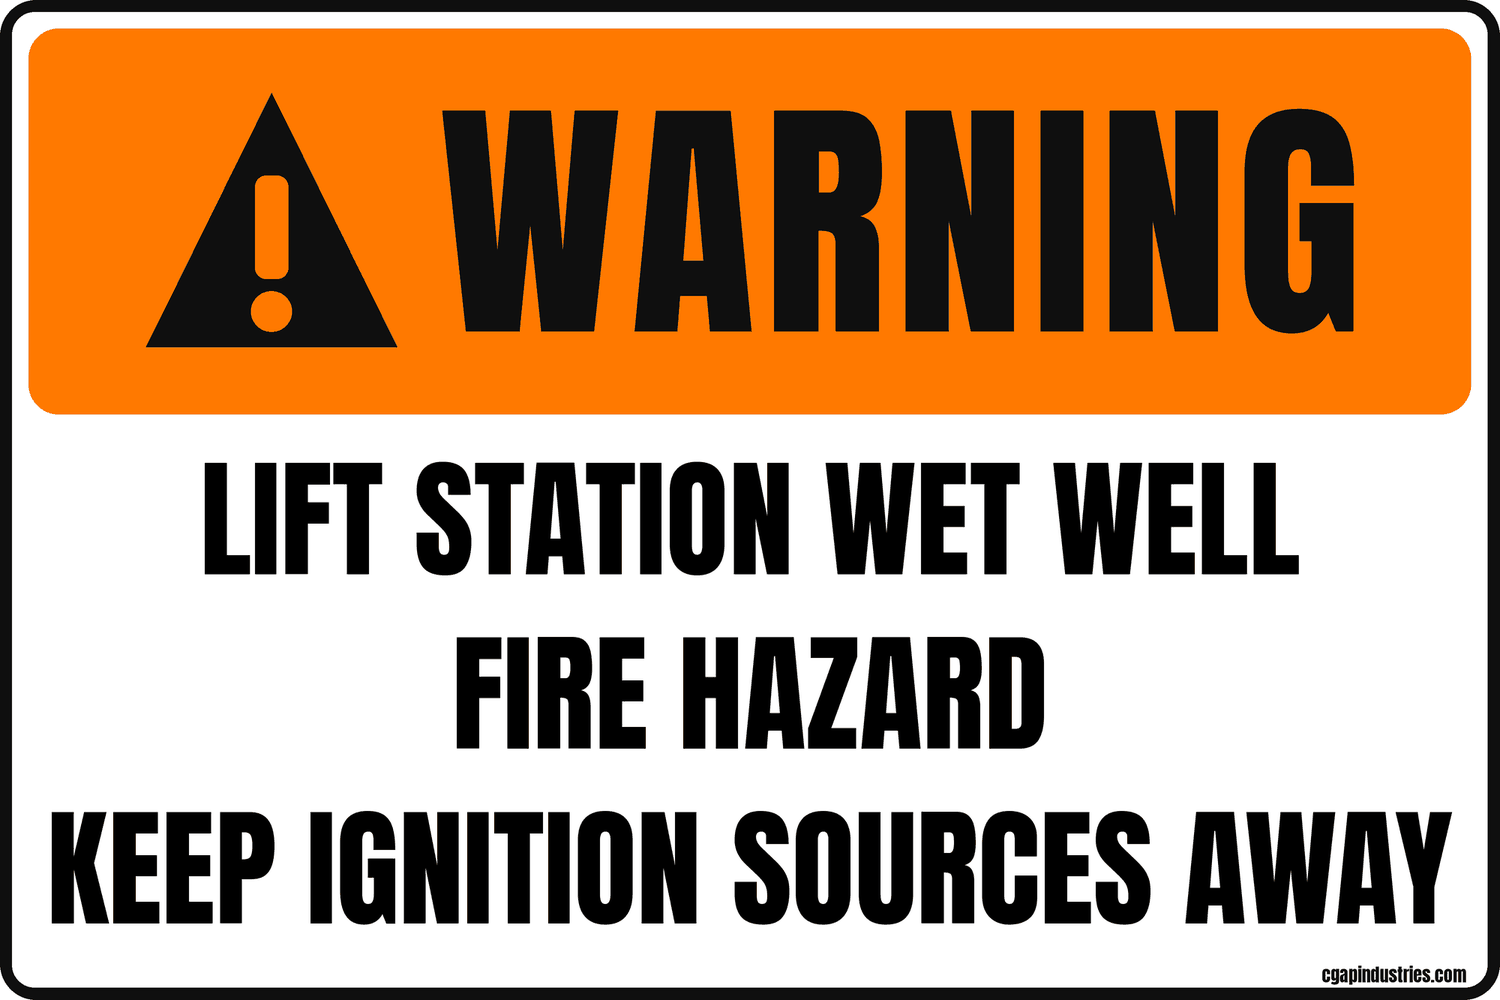 WARNING
LIFT STATION WET WELL
FIRE HAZARD
KEEP IGNITION SOURCES AWAY
cgapindustries.com